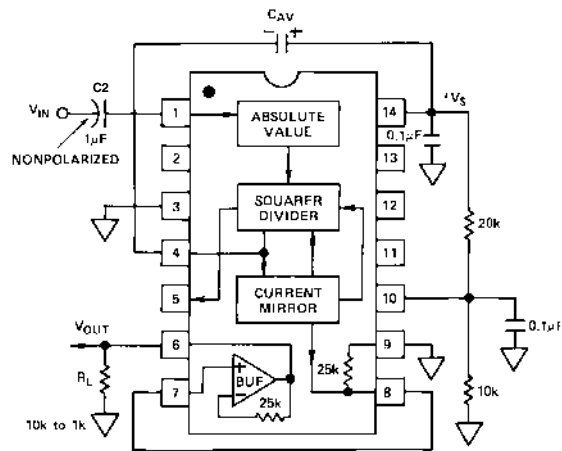 CAV
− +
C2
VIN
1μF
NONPOLARIZED
1
ABSOLUTE
VALUE
14
+VS
0.1μF
2
13
3
SQUARER
DIVIDER
12
20k
4
11
5
CURRENT
MIRROR
10
VOUT
6
9
0.1μF
25k
RL
7
+
−
BUF
25k
8
10k
10k to 1k